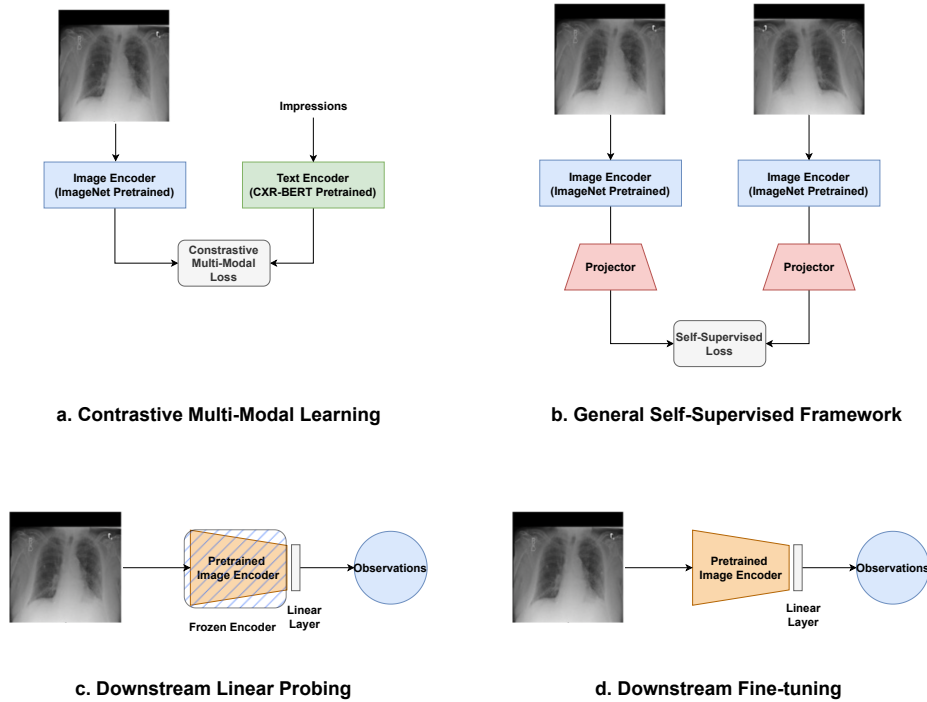 Impressions
Image Encoder
(ImageNet Pretrained)
Text Encoder
(CXR-BERT Pretrained)
Constrastive
Multi-Modal
Loss
a. Contrastive Multi-Modal Learning
Image Encoder
(ImageNet Pretrained)
Image Encoder
(ImageNet Pretrained)
Projector
Projector
Self-Supervised
Loss
b. General Self-Supervised Framework
Pretrained
Image Encoder
Frozen Encoder
Linear
Layer
Observations
c. Downstream Linear Probing
Pretrained
Image Encoder
Linear
Layer
Observations
d. Downstream Fine-tuning